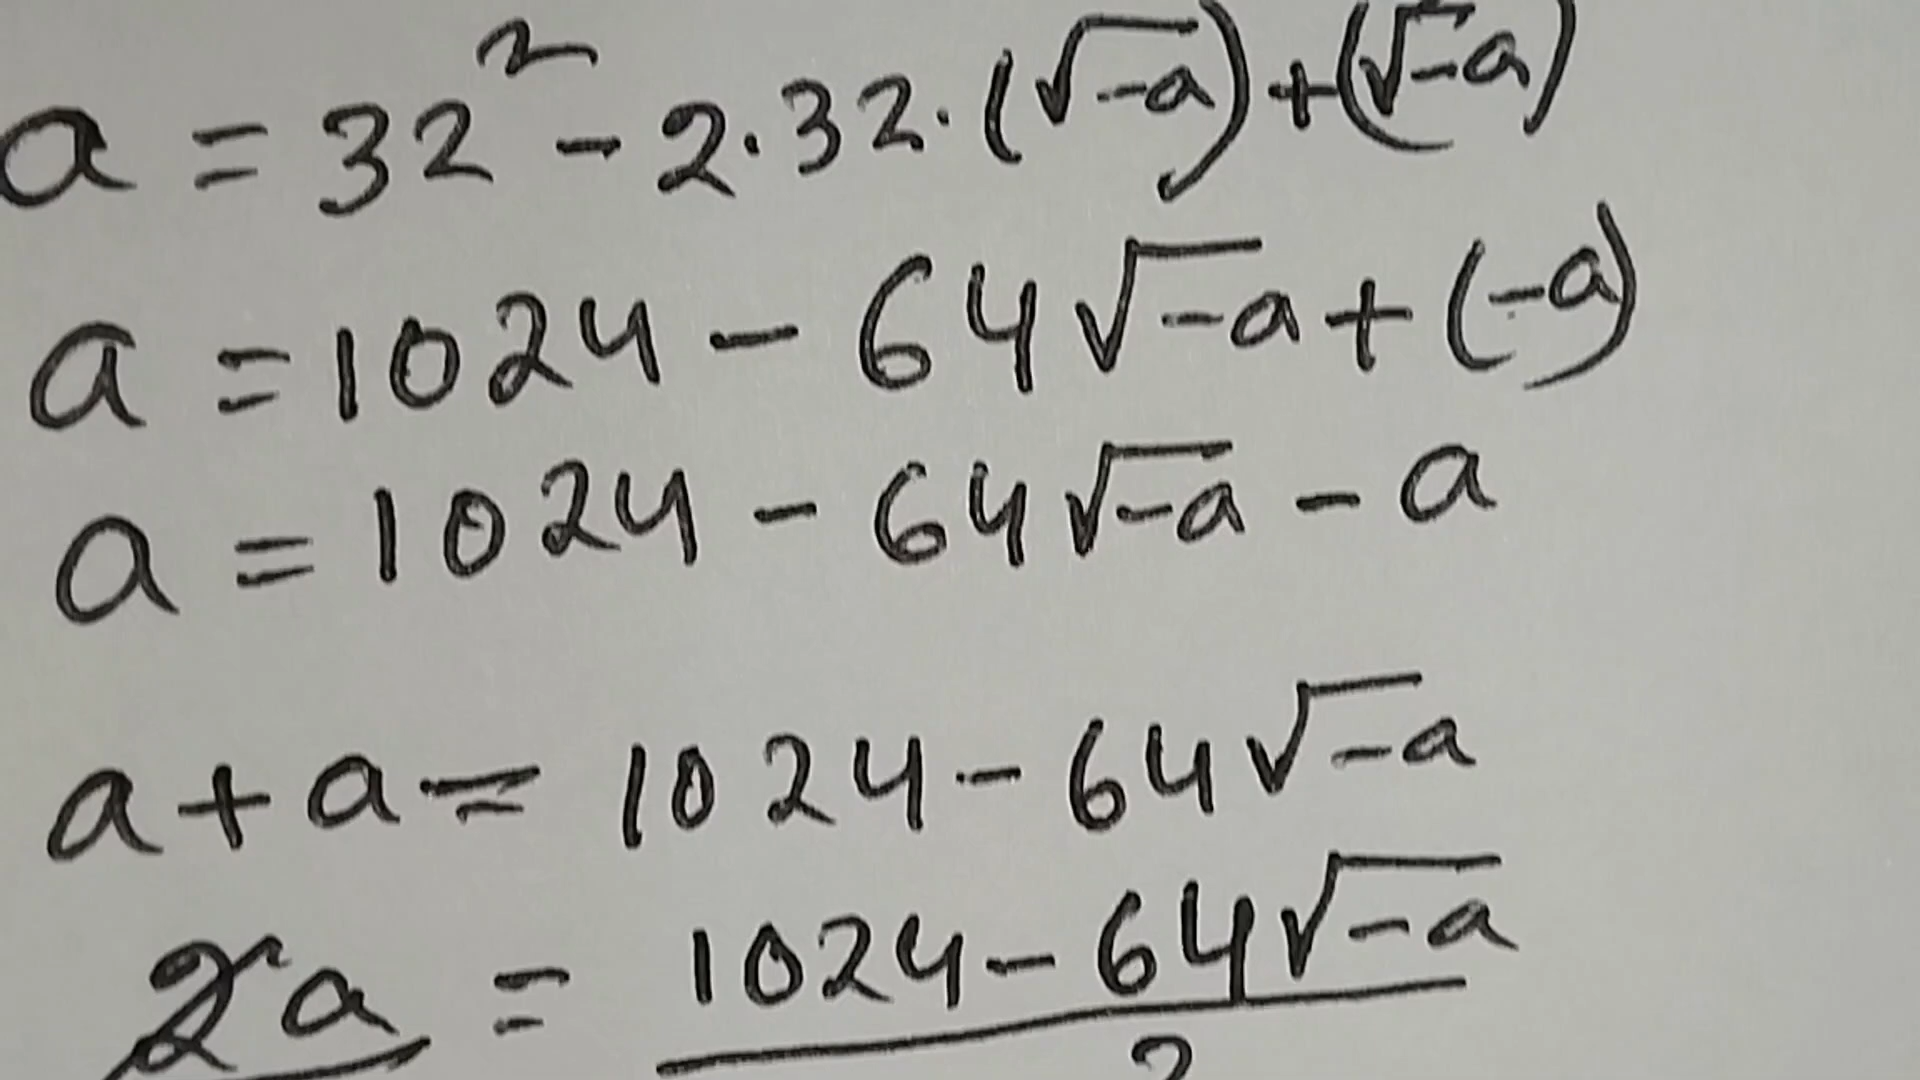 a = 32² - 2·32·(√-a) + (√-a)
a = 1024 - 64√-a + (-a)
a = 1024 - 64√-a - a
a + a = 1024 - 64√-a
2a = 1024 - 64√-a
2